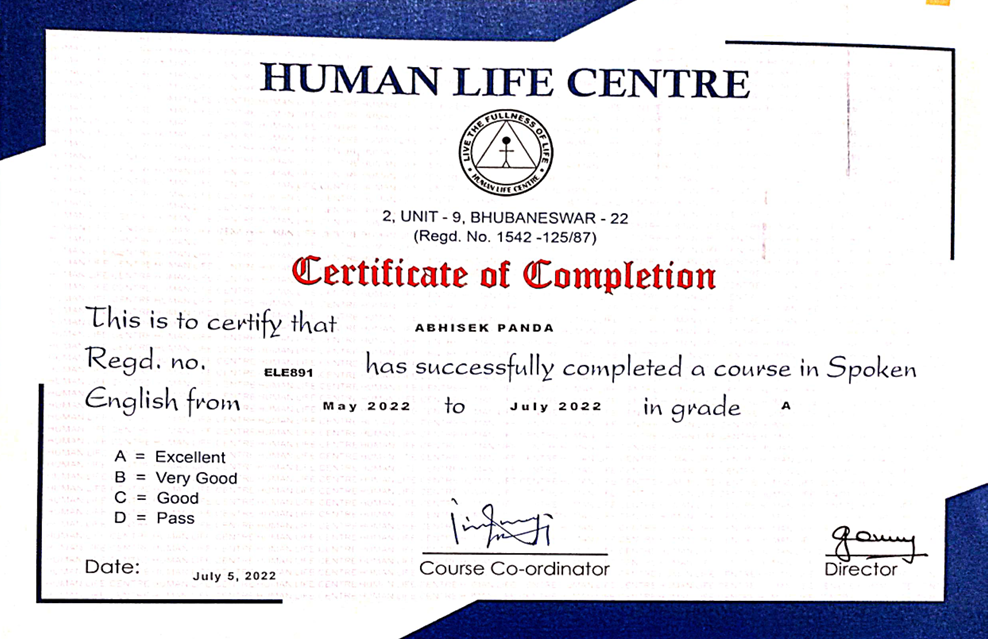 HUMAN LIFE CENTRE
LIVE THE FULLNESS OF LIFE
HUMAN LIFE CENTRE
2, UNIT - 9, BHUBANESWAR - 22
(Regd. No. 1542 -125/87)
Certificate of Completion
This is to certify that ABHISEK PANDA
Regd. no. ELE891 has successfully completed a course in Spoken
English from May 2022 to July 2022 in grade A
A = Excellent
B = Very Good
C = Good
D = Pass
Date: July 5, 2022
Course Co-ordinator
Director